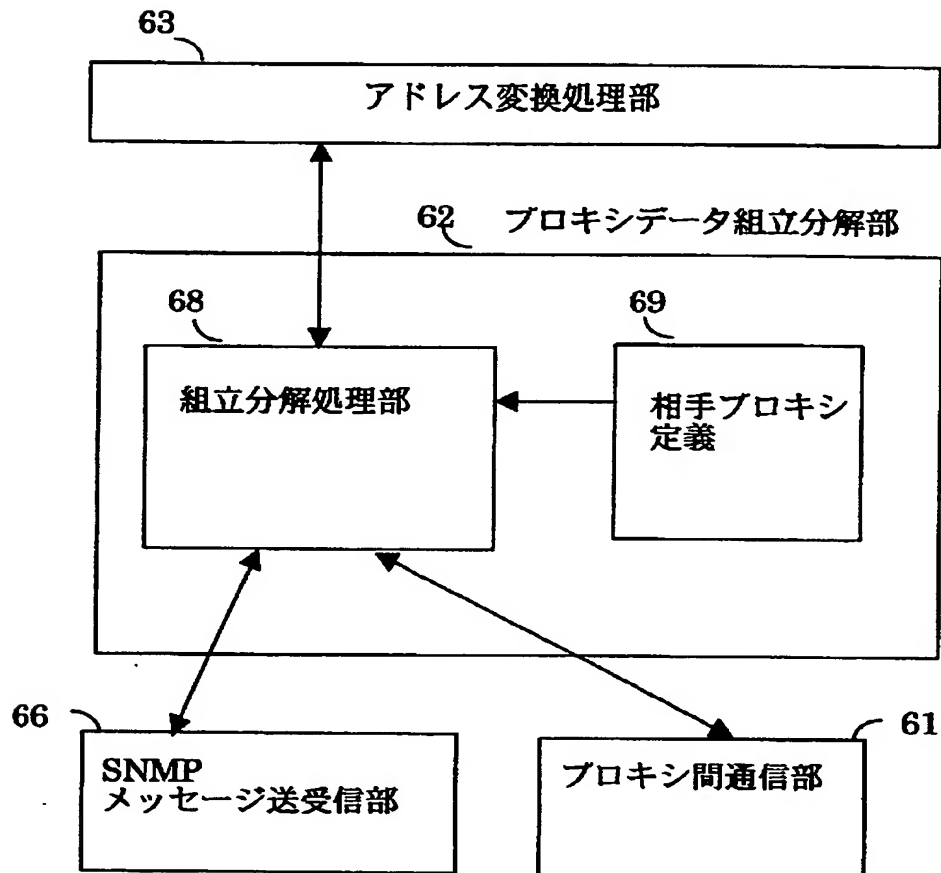 63
アドレス変換処理部
62 プロキシデータ組立分解部
68
69
組立分解処理部
相手プロキシ
定義
66
61
SNMP
メッセージ送受信部
プロキシ間通信部